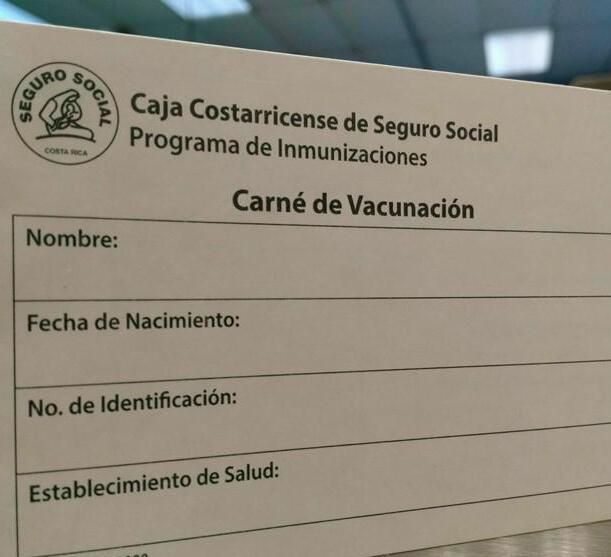 SEGURO SOCIAL
COSTA RICA
Caja Costarricense de Seguro Social
Programa de Inmunizaciones
Carné de Vacunación
Nombre:
Fecha de Nacimiento:
No. de Identificación:
Establecimiento de Salud: